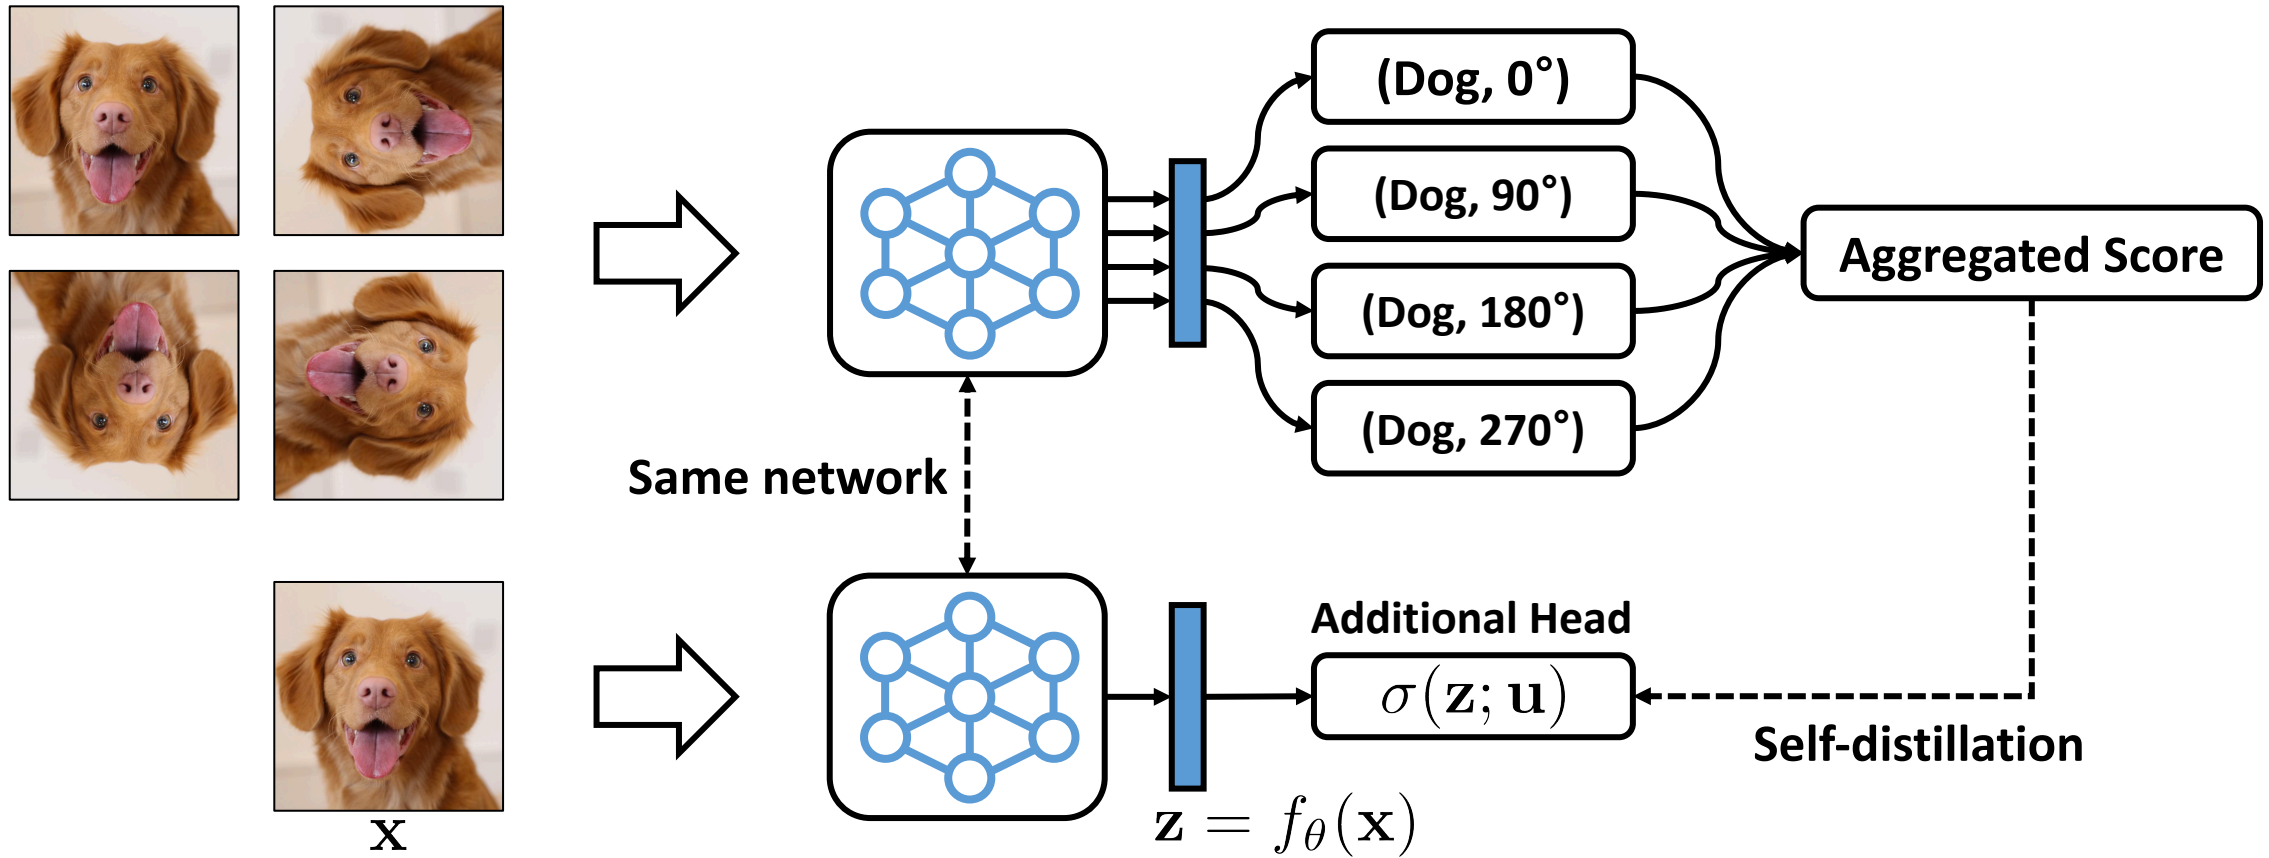 (Dog, 0°)
(Dog, 90°)
(Dog, 180°)
(Dog, 270°)
Aggregated Score
Same network
Additional Head
σ(z; u)
Self-distillation
x
z = f_θ(x)